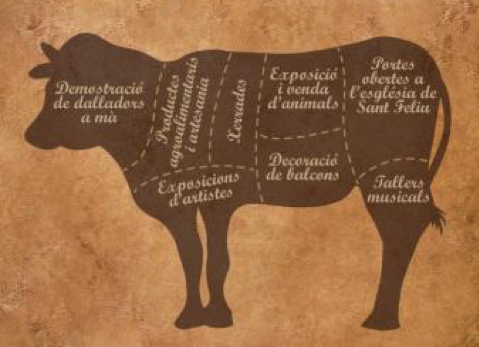 Demostració
de dalladors
a mà
Productes
agroalimentaris
i artesania
Xerrades
Exposició
i venda
d'animals
Portes
obertes a
l'església de
Sant Feliu
Exposicions
d'artistes
Decoració
de balcons
Tallers
musicals